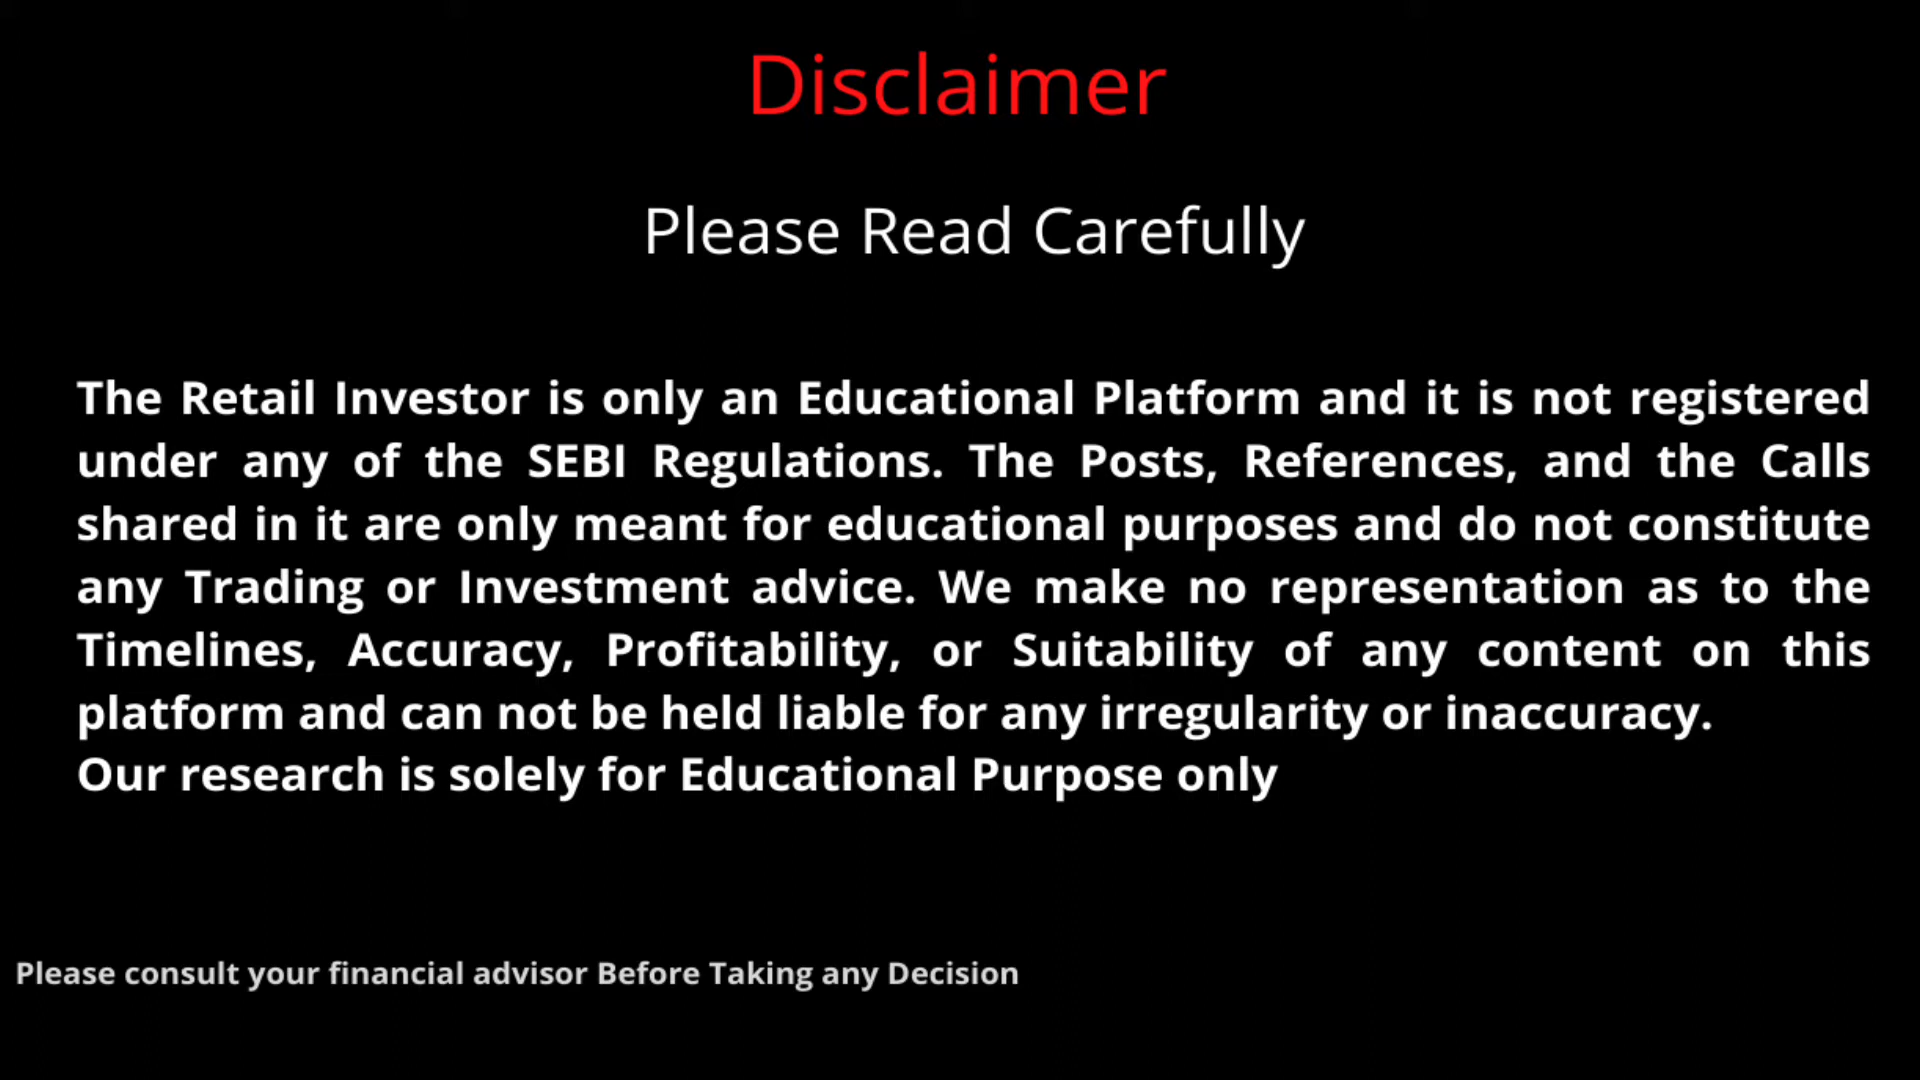 Disclaimer
Please Read Carefully
The Retail Investor is only an Educational Platform and it is not registered
under any of the SEBI Regulations. The Posts, References, and the Calls
shared in it are only meant for educational purposes and do not constitute
any Trading or Investment advice. We make no representation as to the
Timelines, Accuracy, Profitability, or Suitability of any content on this
platform and can not be held liable for any irregularity or inaccuracy.
Our research is solely for Educational Purpose only
Please consult your financial advisor Before Taking any Decision